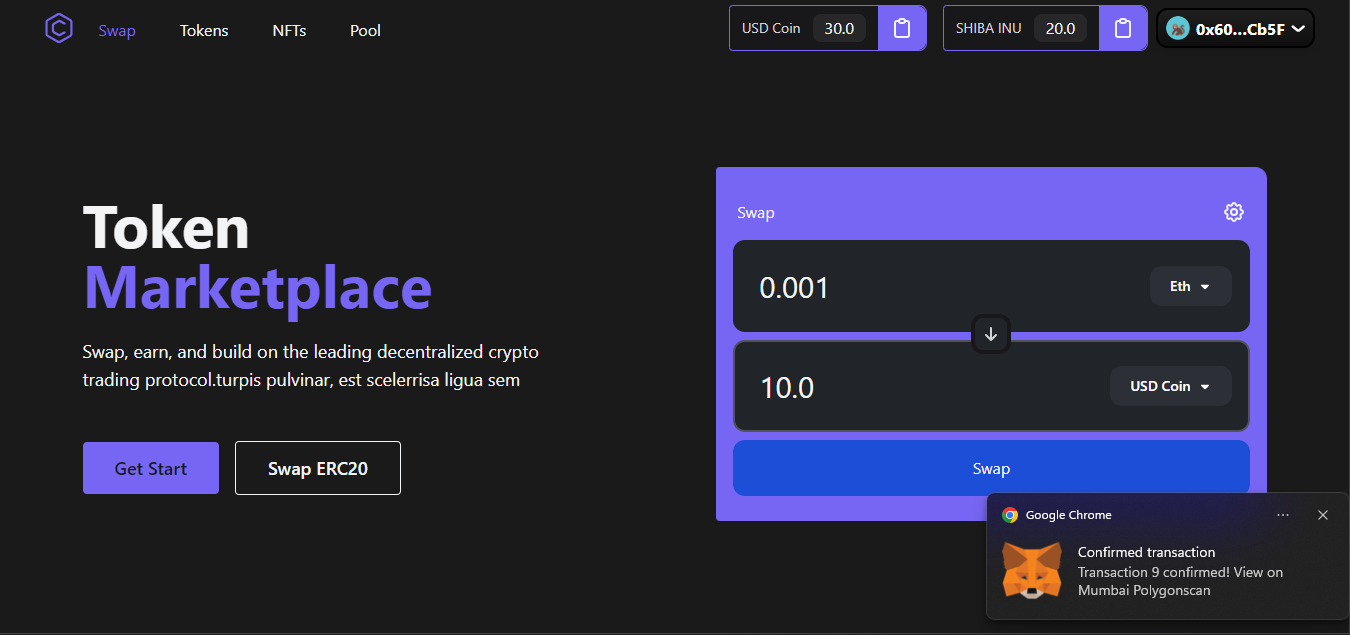 Swap Tokens NFTs Pool USD Coin 30.0 SHIBA INU 20.0 0x60...Cb5F
Token
Marketplace
Swap, earn, and build on the leading decentralized crypto
trading protocol.turpis pulvinar, est scelerrisa ligua sem
Get Start Swap ERC20
Swap
0.001 Eth
10.0 USD Coin
Swap
Google Chrome
Confirmed transaction
Transaction 9 confirmed! View on
Mumbai Polygonscan